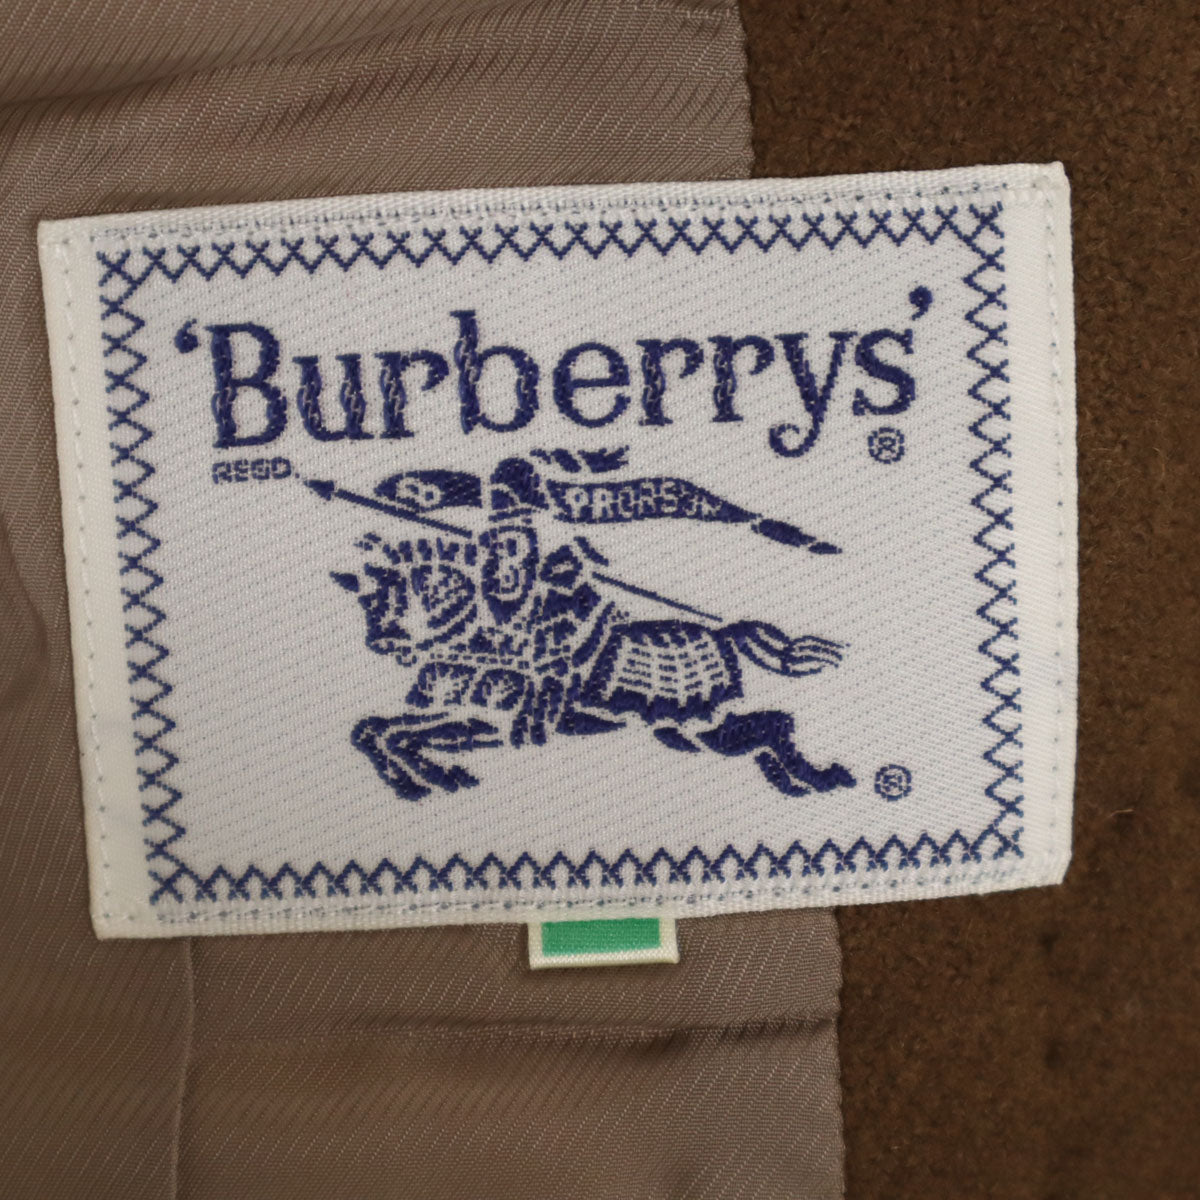 'Burberrys'
®
REGD.
PRORSUM
®